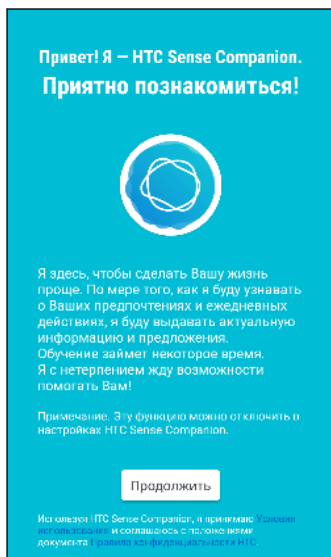 Привет! Я — HTC Sense Companion.
Приятно познакомиться!
Я здесь, чтобы сделать Вашу жизнь
проще. По мере того, как я буду узнавать
о Ваших предпочтениях и ежедневных
действиях, я буду выдавать актуальную
информацию и предложения.
Обучение займет некоторое время.
Я с нетерпением жду возможности
помогать Вам!
Примечание. Эту функцию можно отключить в
настройках HTC Sense Companion.
Продолжить
Используя HTC Sense Companion, я принимаю Условия
использования и соглашаюсь с положениями
документа Правила конфиденциальности HTC.